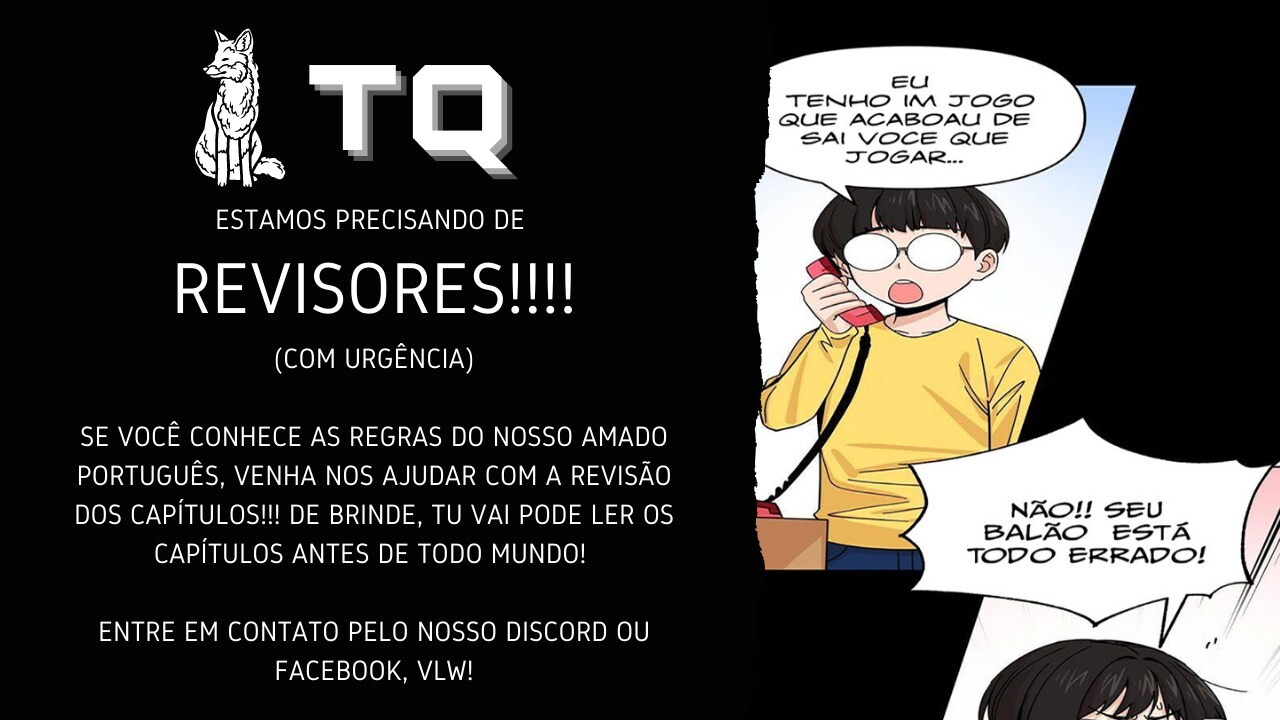 TQ
ESTAMOS PRECISANDO DE
REVISORES!!!!
(COM URGÊNCIA)
SE VOCÊ CONHECE AS REGRAS DO NOSSO AMADO
PORTUGUÊS, VENHA NOS AJUDAR COM A REVISÃO
DOS CAPÍTULOS!!! DE BRINDE, TU VAI PODE LER OS
CAPÍTULOS ANTES DE TODO MUNDO!
ENTRE EM CONTATO PELO NOSSO DISCORD OU
FACEBOOK, VLW!
EU
TENHO IM JOGO
QUE ACABOAU DE
SAI VOCE QUE
JOGAR...
NÃO!! SEU
BALÃO ESTÁ
TODO ERRADO!